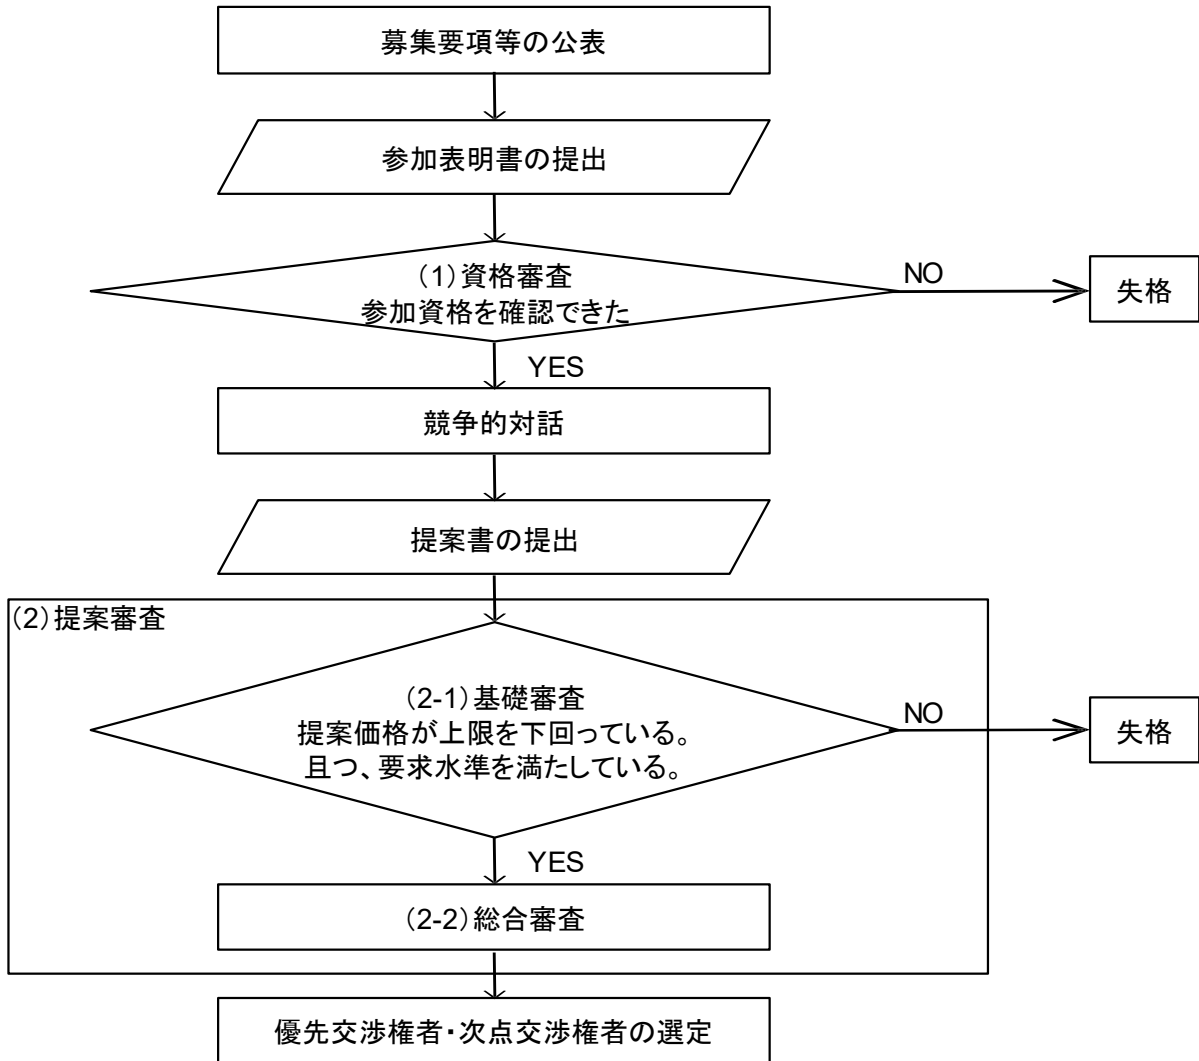 募集要項等の公表
参加表明書の提出
(1)資格審査
参加資格を確認できた
NO
失格
YES
競争的対話
提案書の提出
(2)提案審査
(2-1)基礎審査
提案価格が上限を下回っている。
且つ、要求水準を満たしている。
NO
失格
YES
(2-2)総合審査
優先交渉権者・次点交渉権者の選定